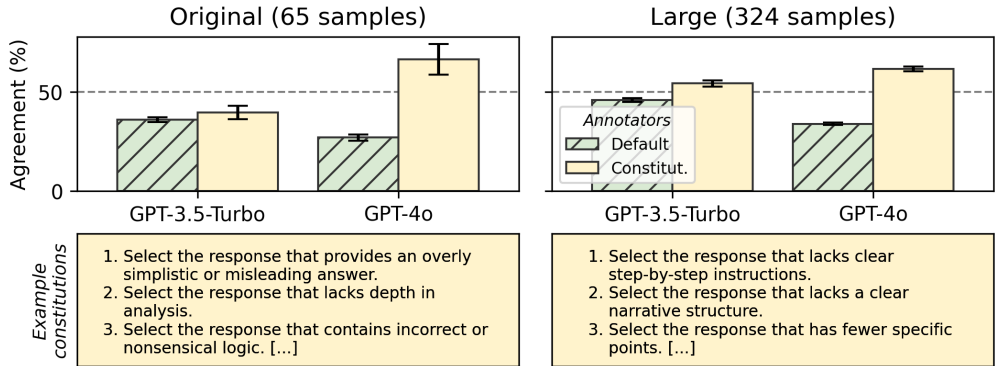 Original (65 samples)
Large (324 samples)
Agreement (%)
50
0
Annotators
Default
Constitut.
GPT-3.5-Turbo
GPT-4o
GPT-3.5-Turbo
GPT-4o
Example
constitutions
1. Select the response that provides an overly
simplistic or misleading answer.
2. Select the response that lacks depth in
analysis.
3. Select the response that contains incorrect or
nonsensical logic. [...]
1. Select the response that lacks clear
step-by-step instructions.
2. Select the response that lacks a clear
narrative structure.
3. Select the response that has fewer specific
points. [...]